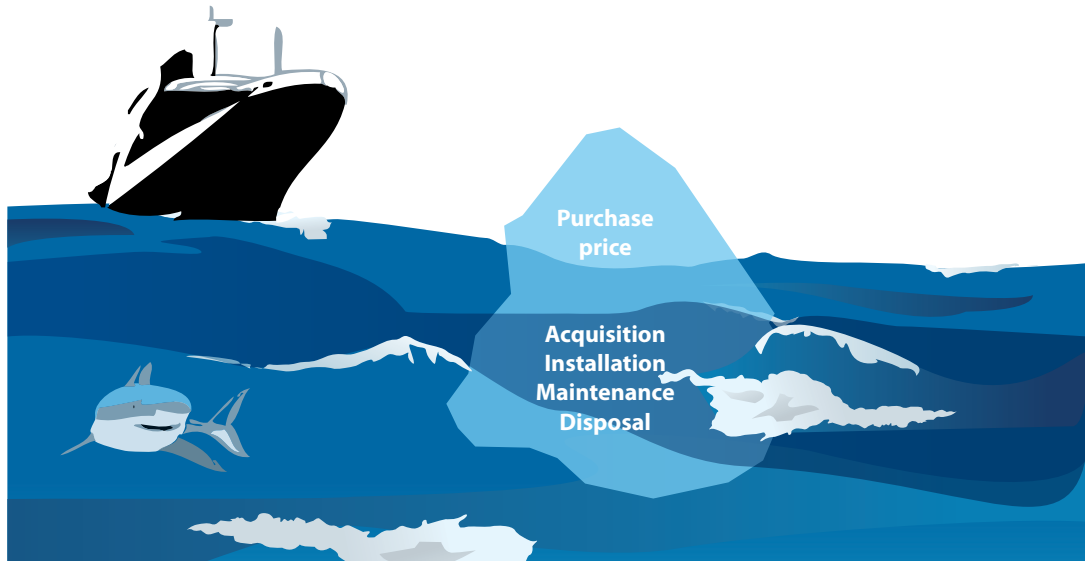 Purchase
price
Acquisition
Installation
Maintenance
Disposal